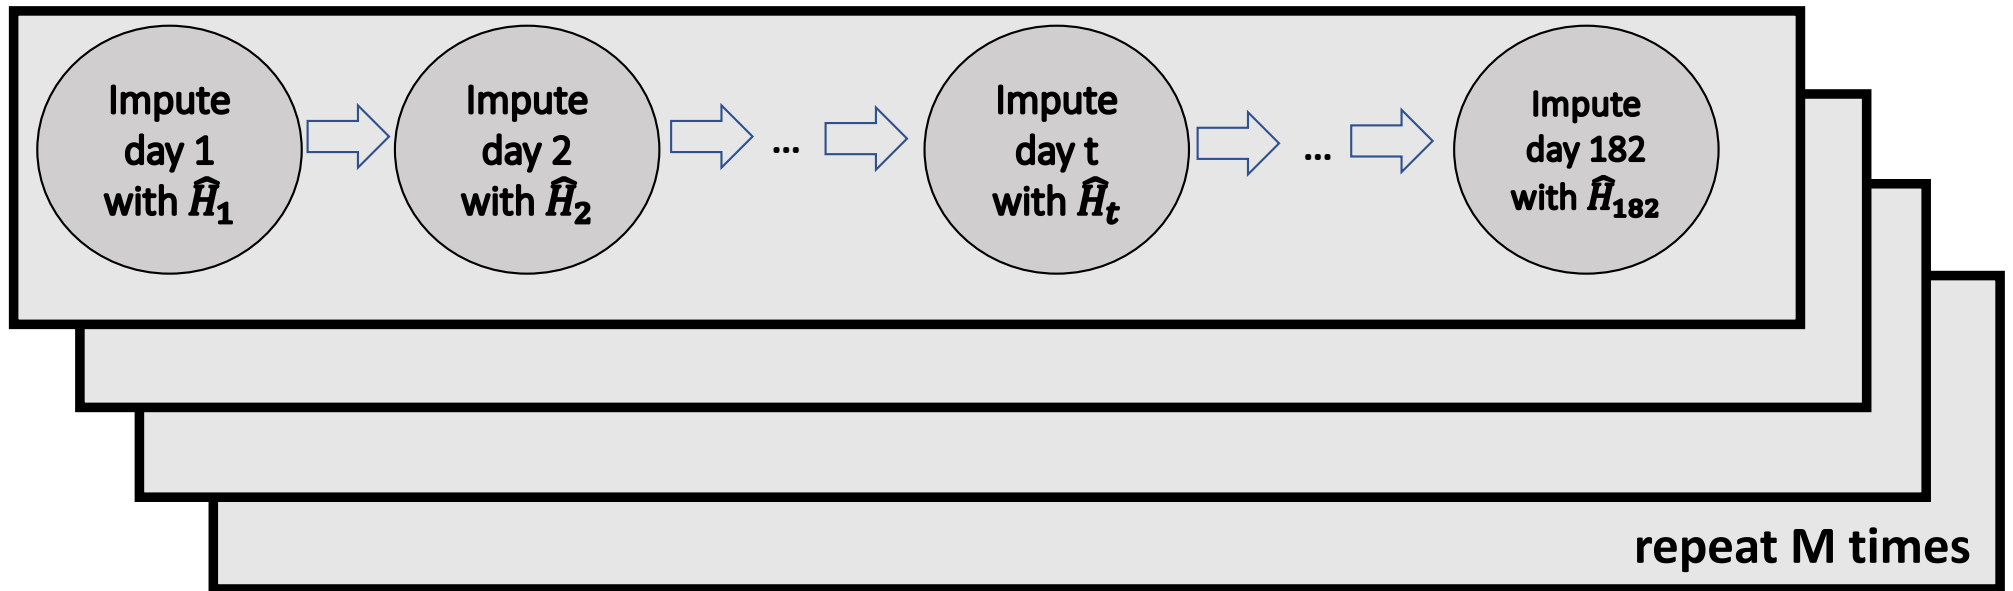 Impute
day 1
with Ĥ₁
Impute
day 2
with Ĥ₂
...
Impute
day t
with Ĥₜ
...
Impute
day 182
with Ĥ₁₈₂
repeat M times